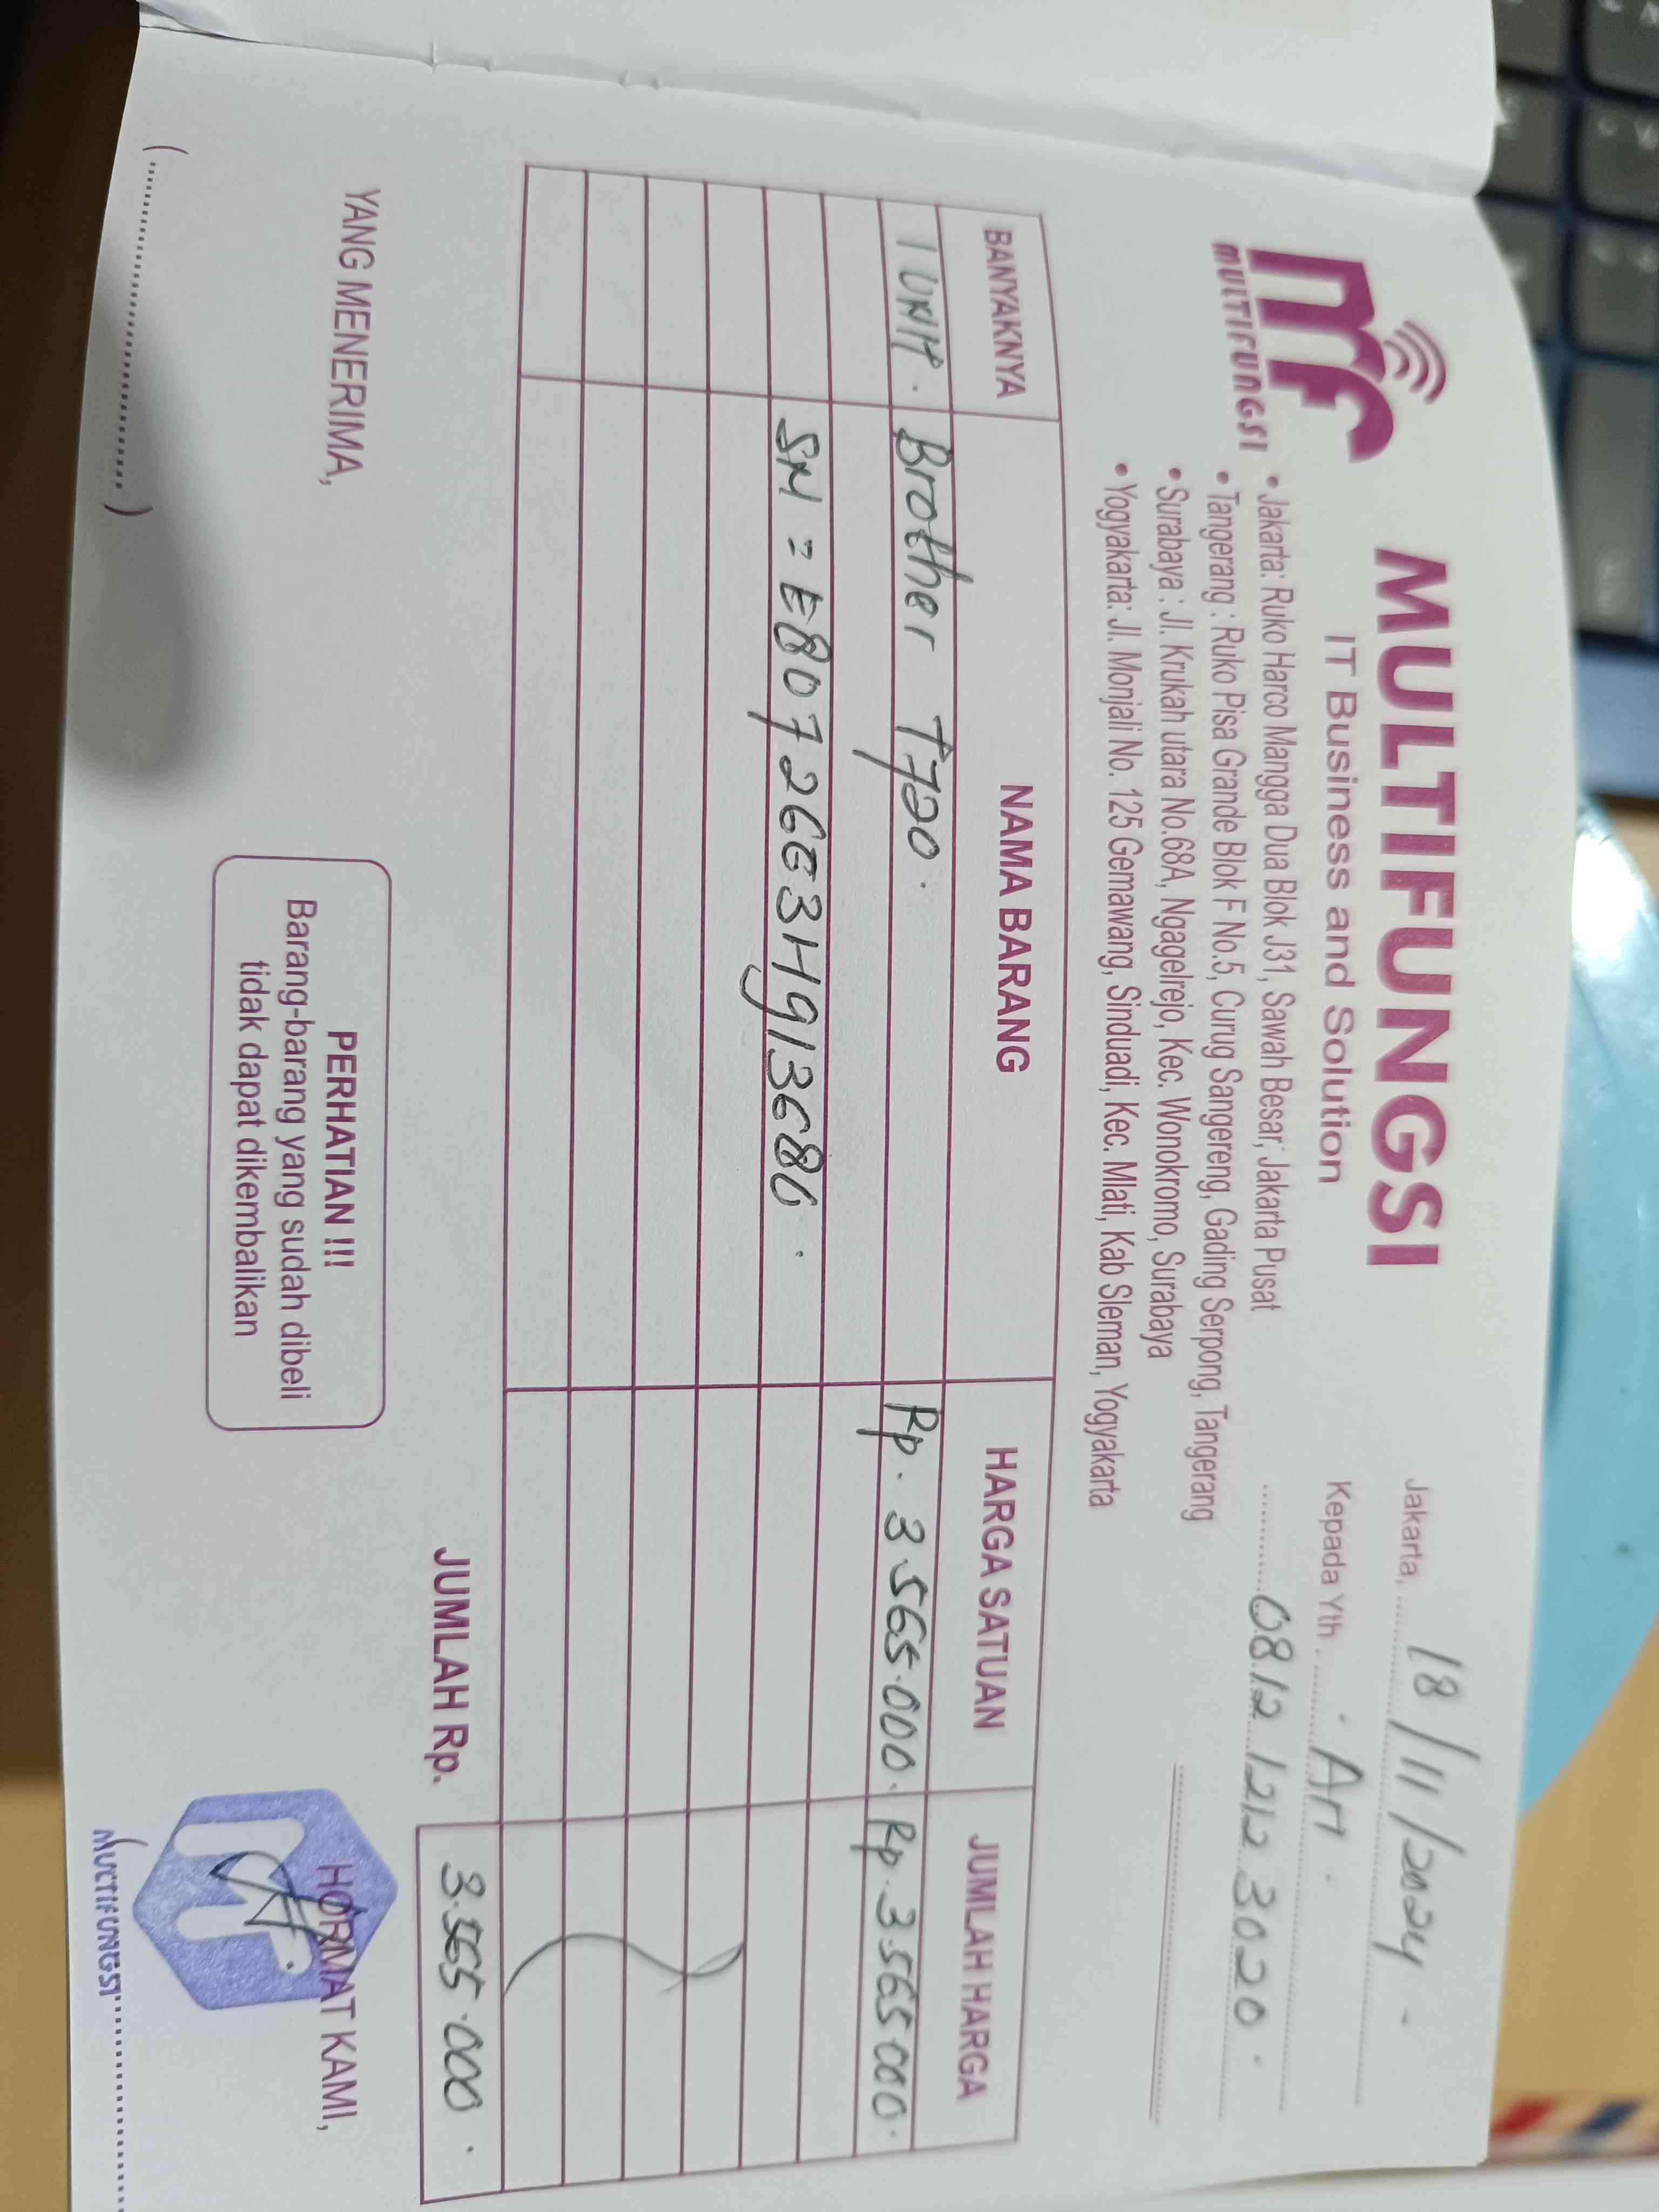 MULTIFUNGSI
IT Business and Solution
MULTIFUNGSI
• Jakarta: Ruko Harco Mangga Dua Blok J31, Sawah Besar, Jakarta Pusat
• Tangerang : Ruko Pisa Grande Blok F No.5, Curug Sangereng, Gading Serpong, Tangerang
• Surabaya : Jl. Krukah utara No.68A, Ngagelrejo, Kec. Wonokromo, Surabaya
• Yogyakarta: Jl. Monjali No. 125 Gemawang, Sinduadi, Kec. Mlati, Kab Sleman, Yogyakarta
Jakarta, 18/11/2024
Kepada Yth. Ari
0812 1212 3020
BANYAKNYA NAMA BARANG HARGA SATUAN JUMLAH HARGA
1 UNIT. Brother T720. Rp. 3.565.000. Rp. 3.565.000.
SN = E80726E3H913680.
JUMLAH Rp. 3.565.000.
YANG MENERIMA,
PERHATIAN !!!
Barang-barang yang sudah dibeli
tidak dapat dikembalikan
HORMAT KAMI,
MULTIFUNGSI